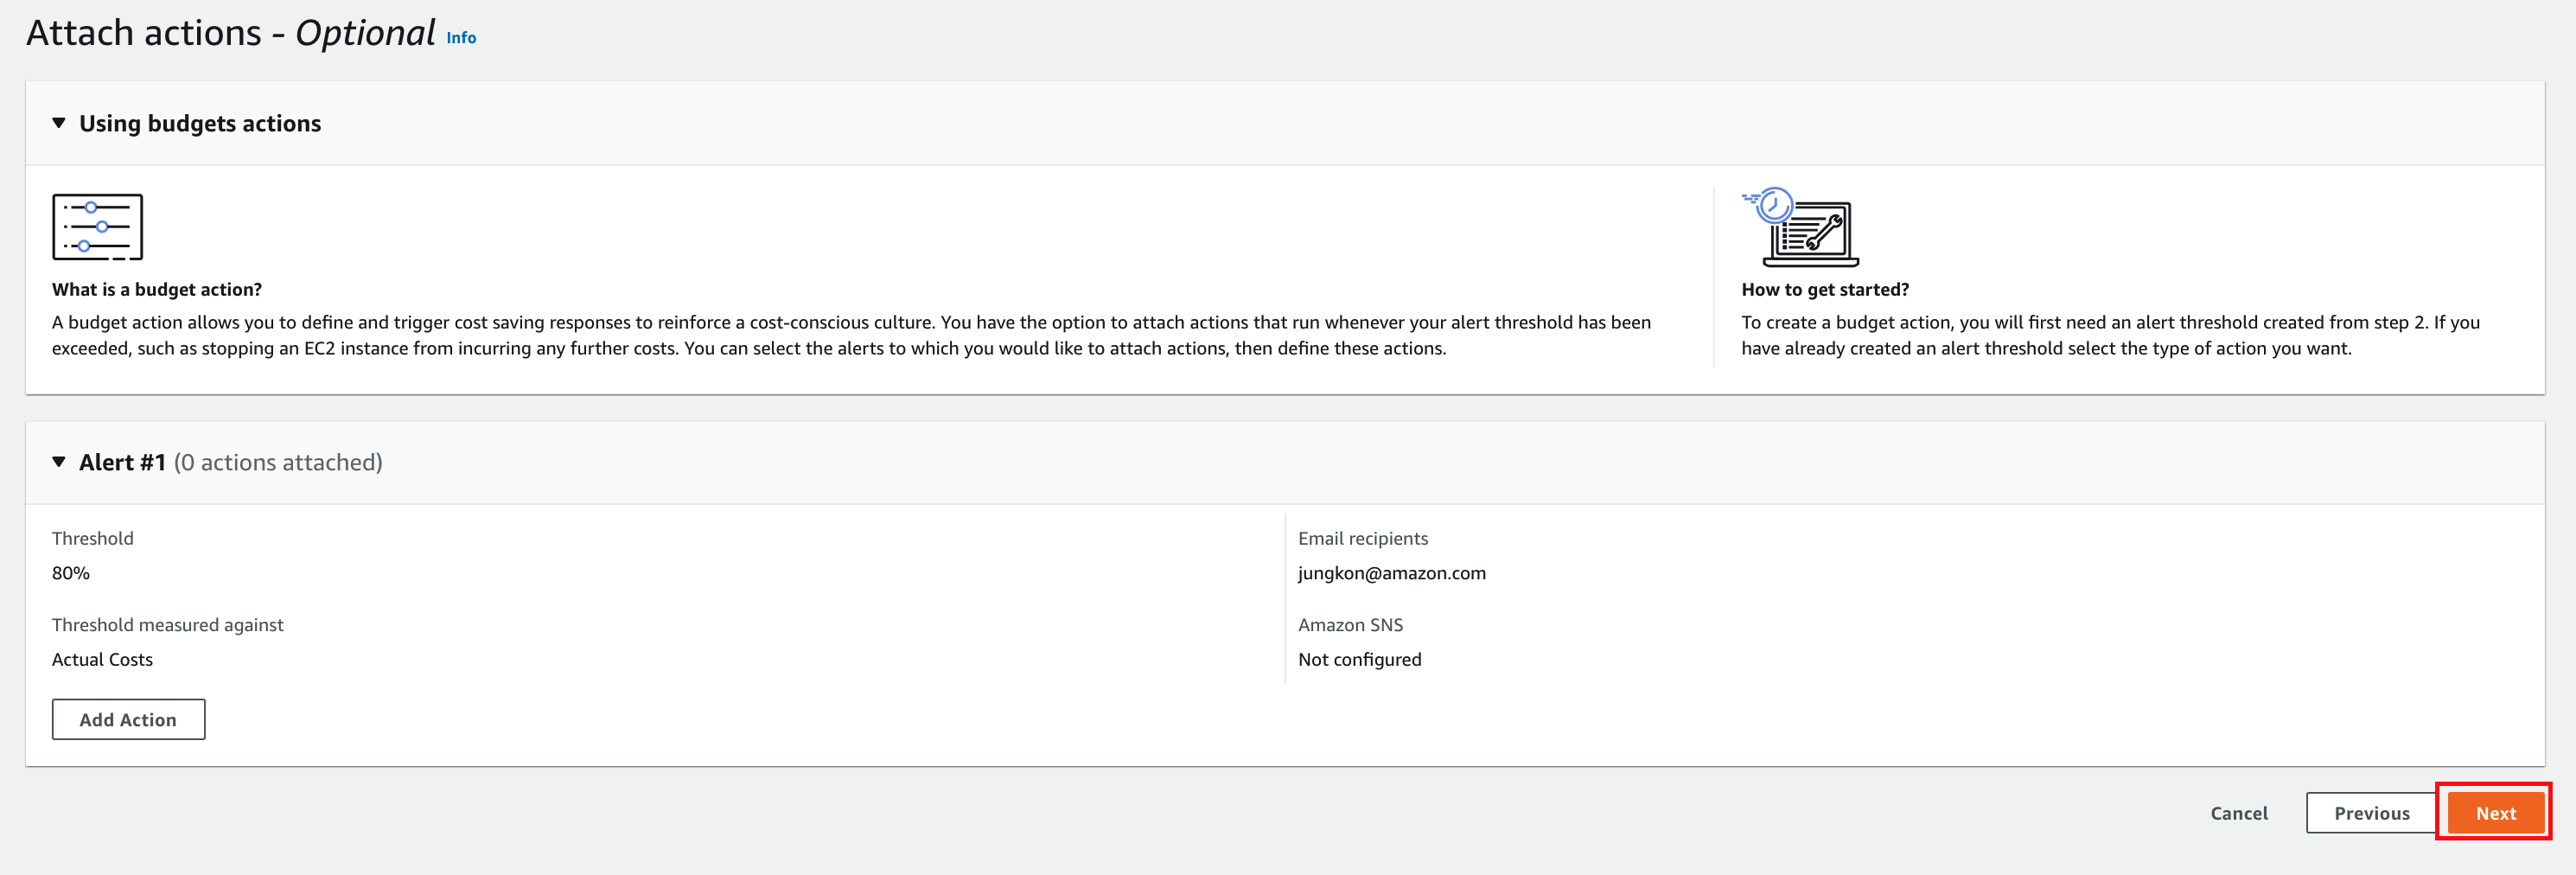 Attach actions - Optional Info
Using budgets actions
What is a budget action?
A budget action allows you to define and trigger cost saving responses to reinforce a cost-conscious culture. You have the option to attach actions that run whenever your alert threshold has been
exceeded, such as stopping an EC2 instance from incurring any further costs. You can select the alerts to which you would like to attach actions, then define these actions.
How to get started?
To create a budget action, you will first need an alert threshold created from step 2. If you
have already created an alert threshold select the type of action you want.
Alert #1 (0 actions attached)
Threshold
80%
Threshold measured against
Actual Costs
Email recipients
jungkon@amazon.com
Amazon SNS
Not configured
Add Action
Cancel
Previous
Next